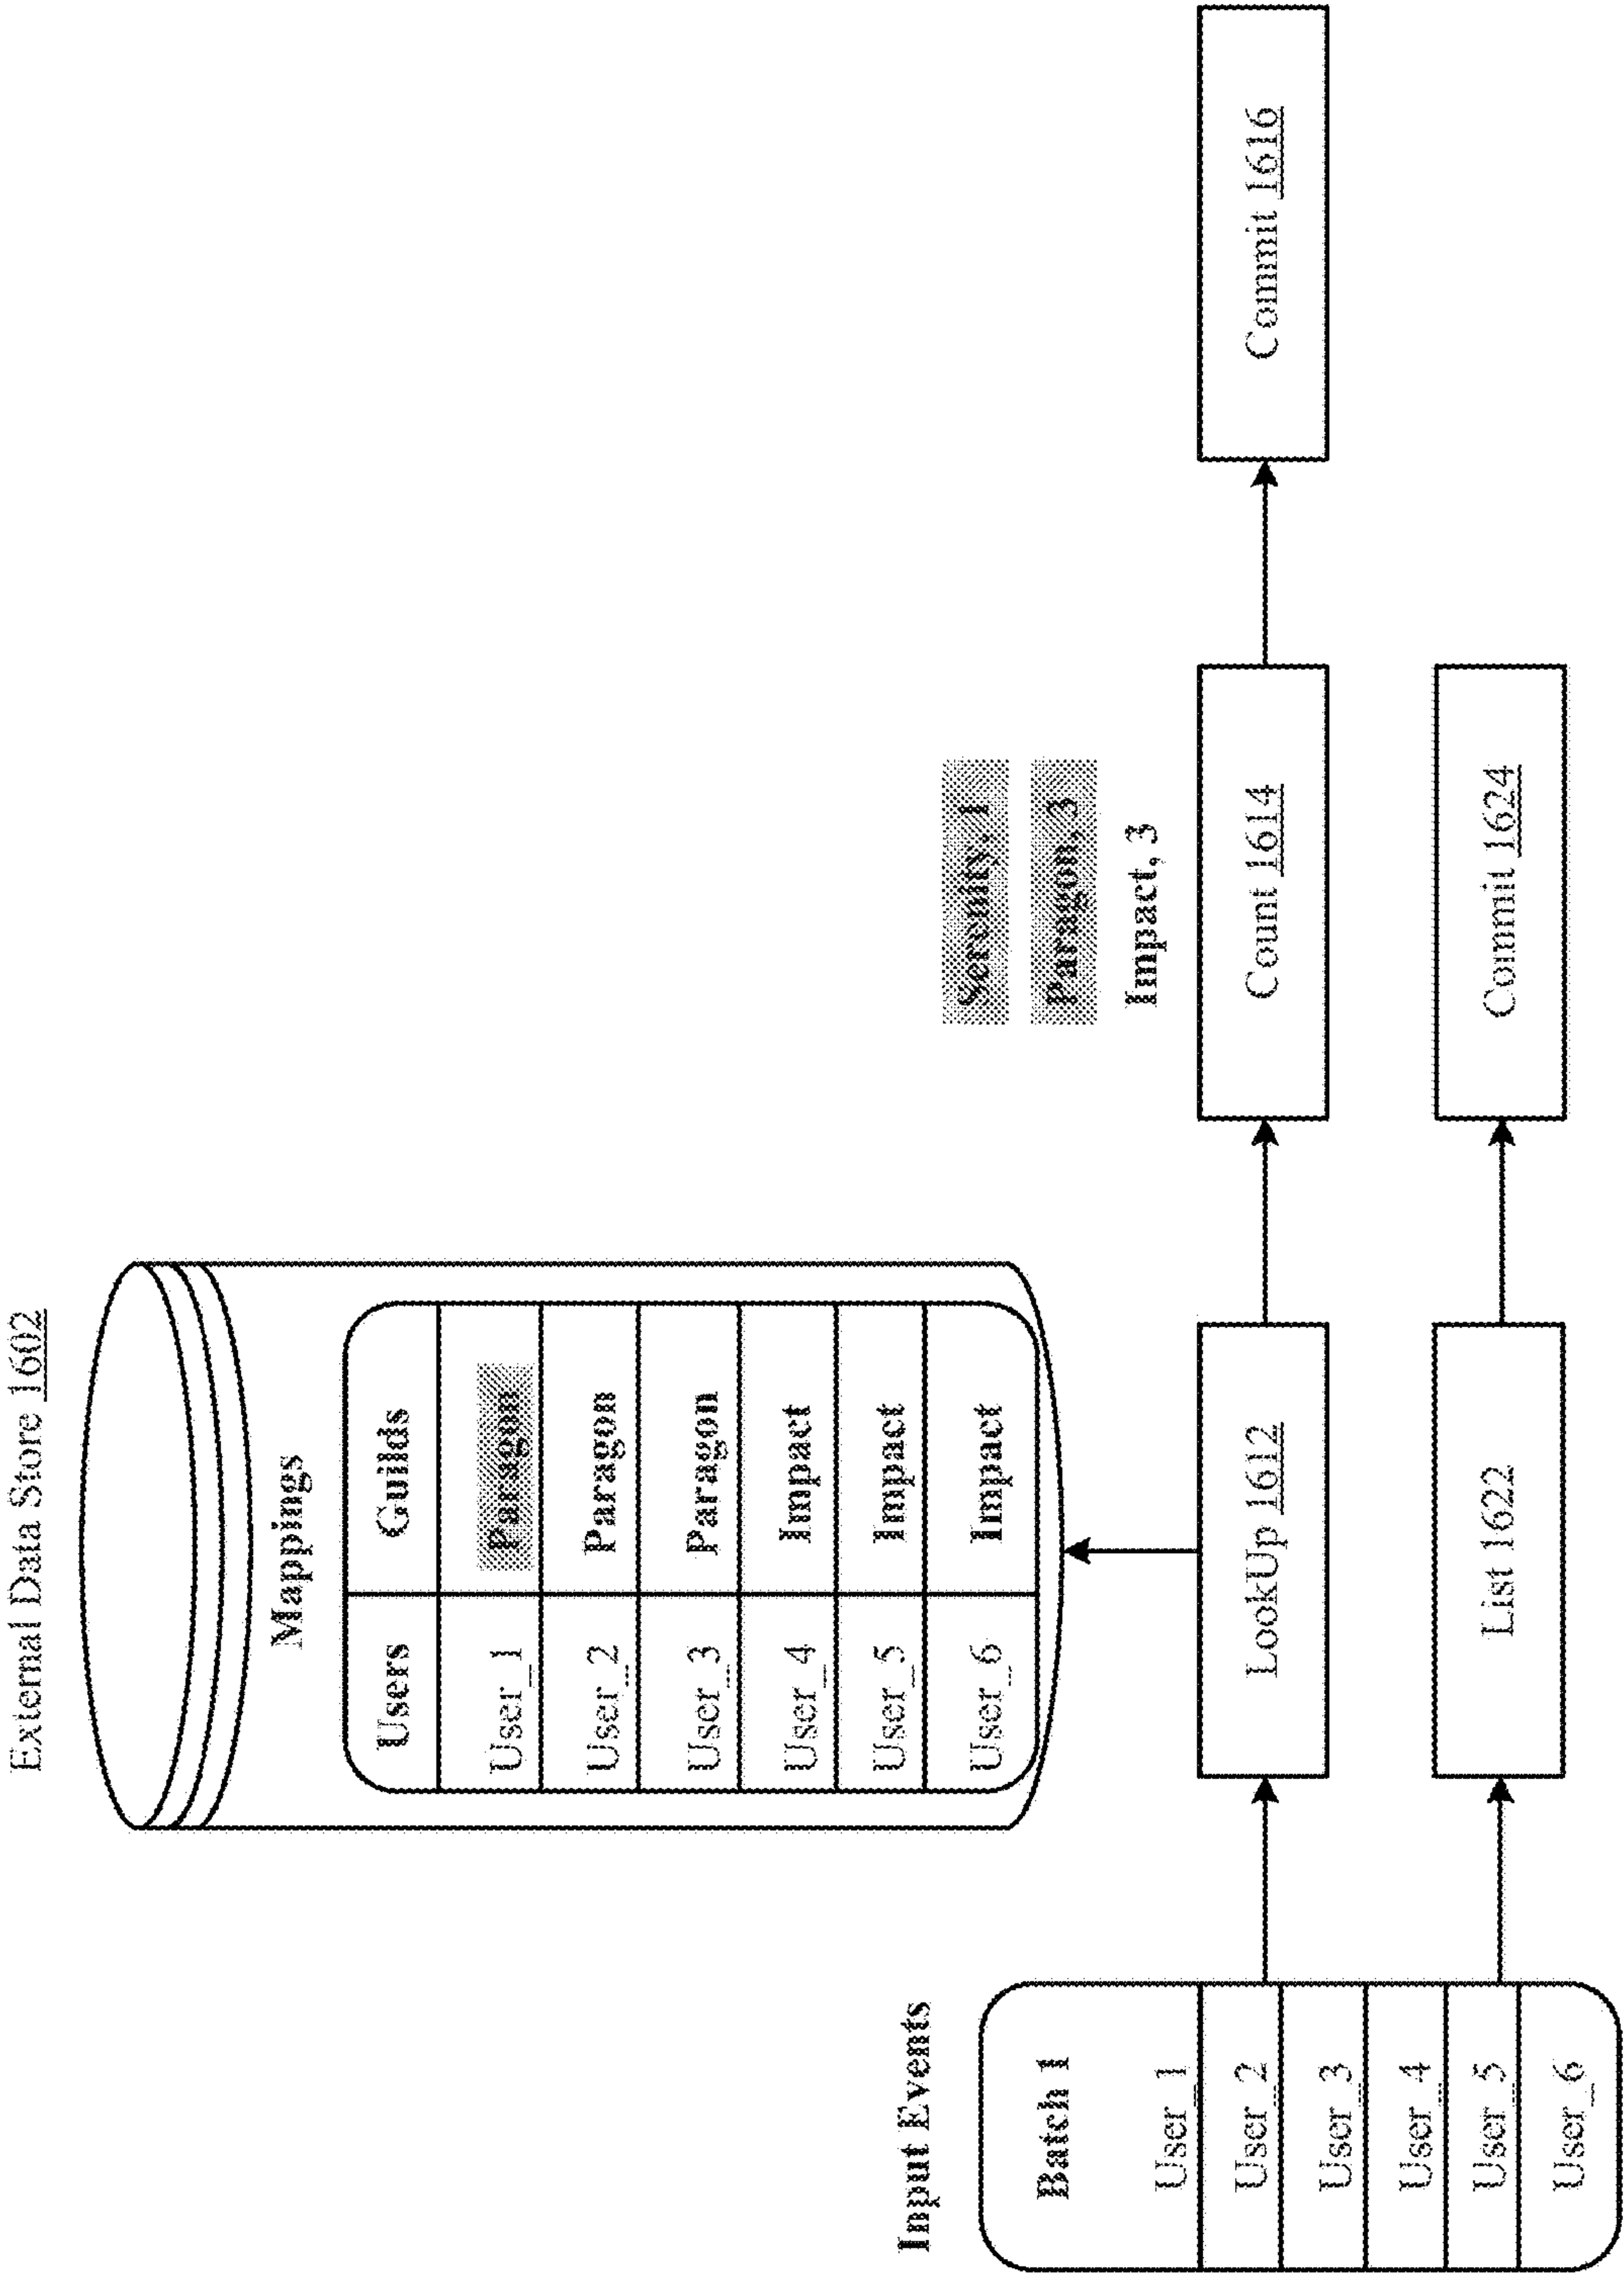 External Data Store 1602
Mappings
Users Guilds
User_1 Paragon
User_2 Paragon
User_3 Paragon
User_4 Impact
User_5 Impact
User_6 Impact
Input Events
Batch 1
User_1
User_2
User_3
User_4
User_5
User_6
LookUp 1612
Serenity, 1
Paragon, 3
Impact, 3
Count 1614
Commit 1616
List 1622
Commit 1624